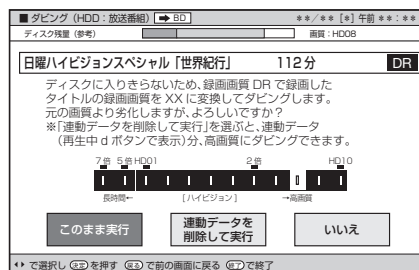 ■ ダビング（HDD：放送番組） ➡ BD ＊＊/＊＊ [＊] 午前 ＊＊：＊＊
ディスク残量（参考） 画質：HD08
日曜ハイビジョンスペシャル「世界紀行」 112分 DR
ディスクに入りきらないため、録画画質 DR で録画した
タイトルの録画画質を XX に変換してダビングします。
元の画質より劣化しますが、よろしいですか？
※「連動データを削除して実行」を選ぶと、連動データ
（再生中 d ボタンで表示）分、高画質にダビングできます。
7倍 5倍 HD01 2倍 HD10
長時間← [ハイビジョン] →高画質
このまま実行
連動データを
削除して実行
いいえ
で選択し 決定 を押す 戻る で前の画面に戻る 終了 で終了